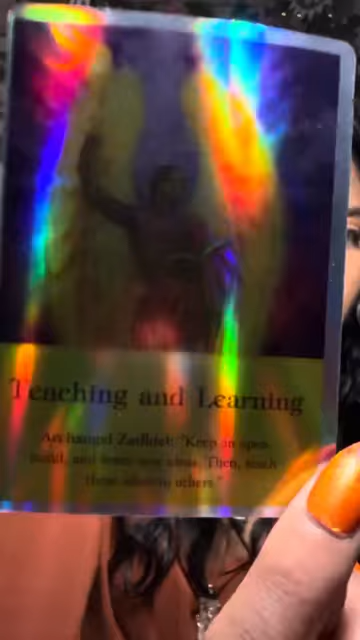 Teaching and Learning
Archangel Zadkiel: "Keep an open
mind, and learn new ideas. Then, teach
these ideas to others."